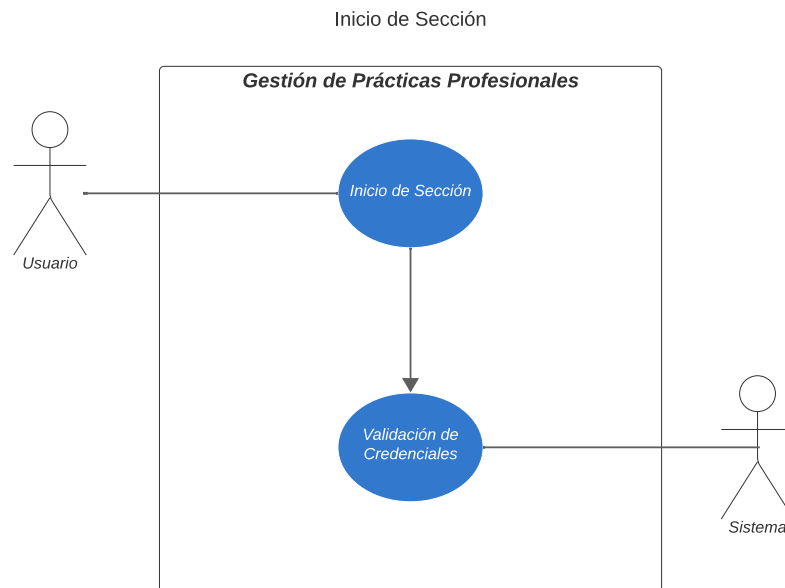 Inicio de Sección
Gestión de Prácticas Profesionales
Inicio de Sección
Usuario
Validación de
Credenciales
Sistema